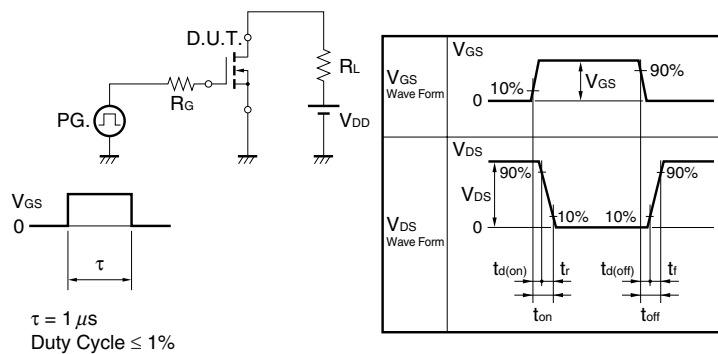 D.U.T.
RL
RG
PG.
VDD
VGS
0
τ
τ = 1 μs
Duty Cycle ≤ 1%
VGS
Wave Form
VGS
10%
0
VGS
90%
VDS
Wave Form
VDS
90%
VDS
0
10%
10%
90%
td(on)
tr
td(off)
tf
ton
toff